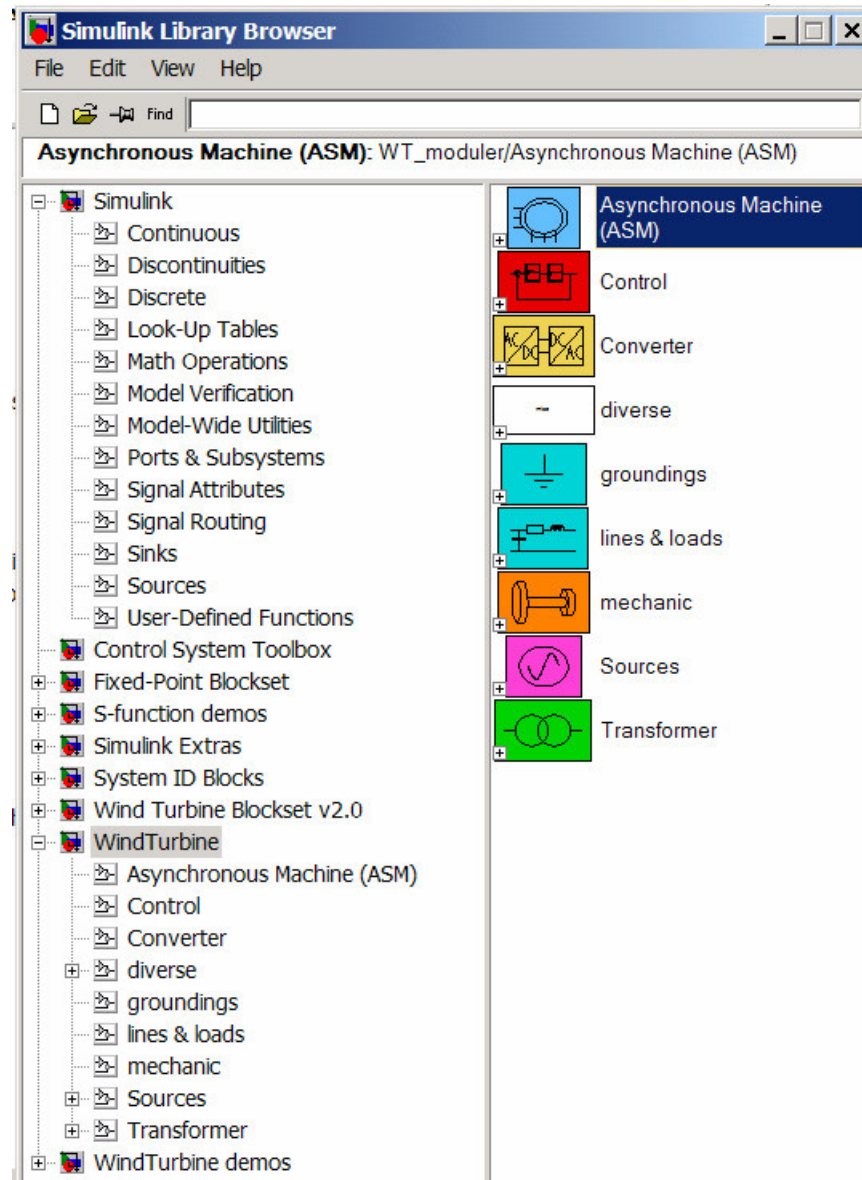 Simulink Library Browser
File Edit View Help
Find
Asynchronous Machine (ASM): WT_moduler/Asynchronous Machine (ASM)
Simulink
Continuous
Discontinuities
Discrete
Look-Up Tables
Math Operations
Model Verification
Model-Wide Utilities
Ports & Subsystems
Signal Attributes
Signal Routing
Sinks
Sources
User-Defined Functions
Control System Toolbox
Fixed-Point Blockset
S-function demos
Simulink Extras
System ID Blocks
Wind Turbine Blockset v2.0
WindTurbine
Asynchronous Machine (ASM)
Control
Converter
diverse
groundings
lines & loads
mechanic
Sources
Transformer
WindTurbine demos
Asynchronous Machine
(ASM)
Control
AC DC DC AC
Converter
diverse
groundings
lines & loads
mechanic
Sources
Transformer